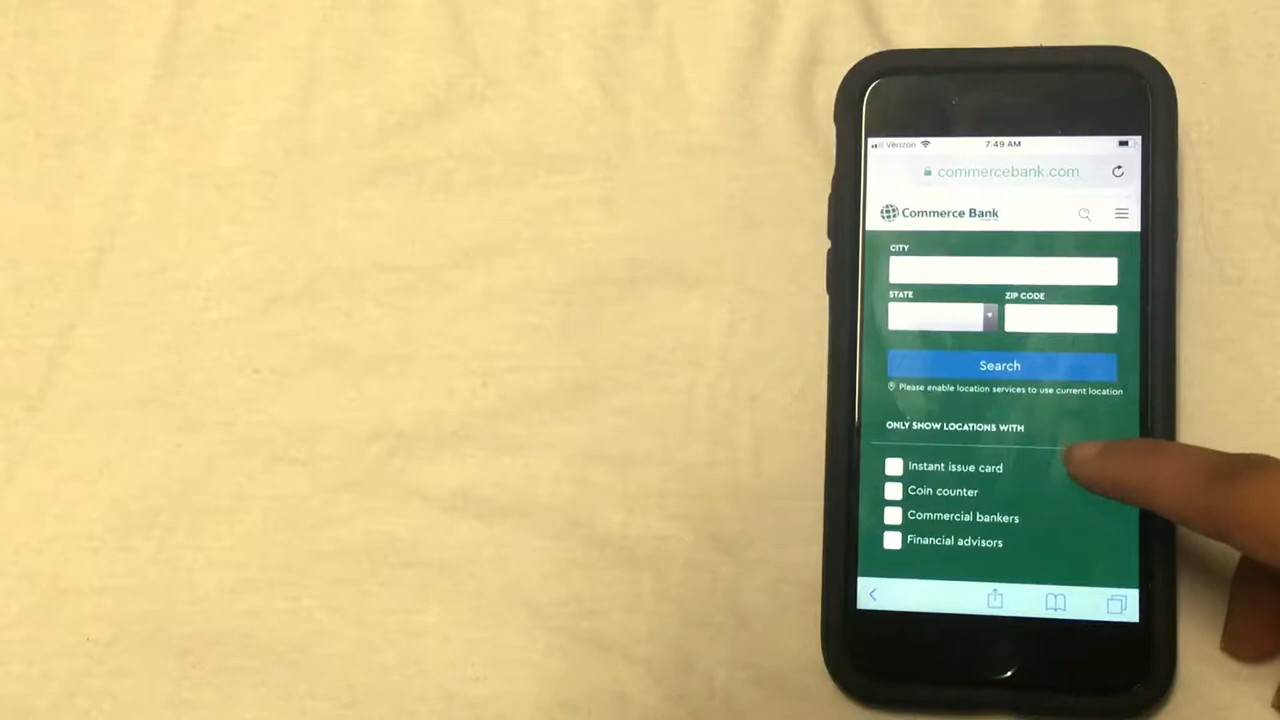 Verizon 7:49 AM
commercebank.com
Commerce Bank
CITY
STATE ZIP CODE
Search
Please enable location services to use current location
ONLY SHOW LOCATIONS WITH
Instant issue card
Coin counter
Commercial bankers
Financial advisors